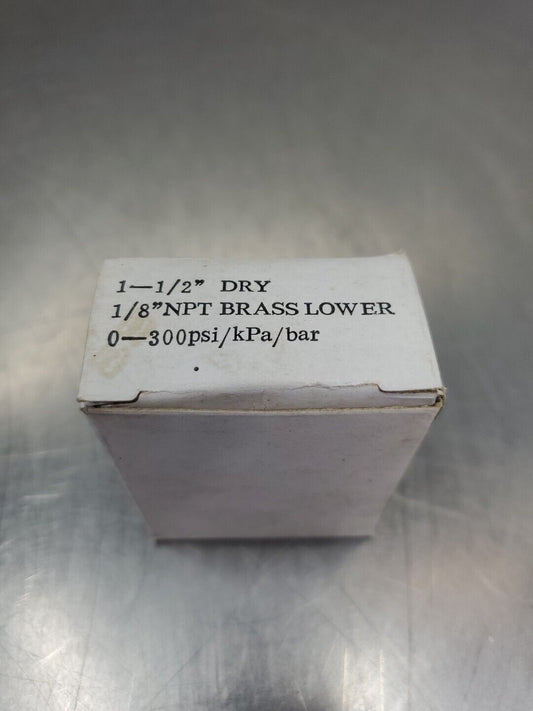 1—1/2” DRY
1/8”NPT BRASS LOWER
0—300psi/kPa/bar